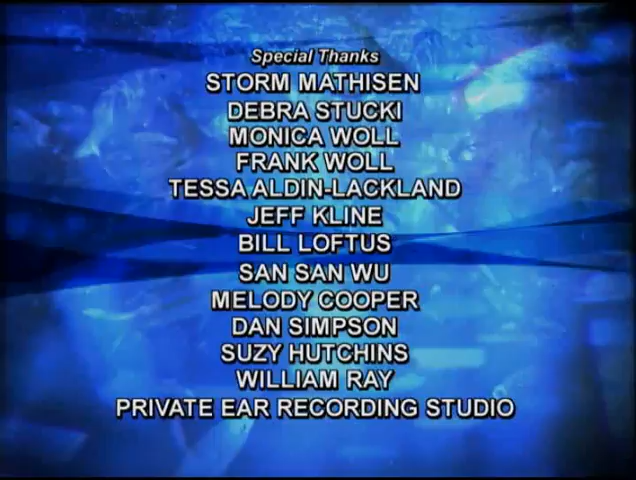 Special Thanks
STORM MATHISEN
DEBRA STUCKI
MONICA WOLL
FRANK WOLL
TESSA ALDIN-LACKLAND
JEFF KLINE
BILL LOFTUS
SAN SAN WU
MELODY COOPER
DAN SIMPSON
SUZY HUTCHINS
WILLIAM RAY
PRIVATE EAR RECORDING STUDIO